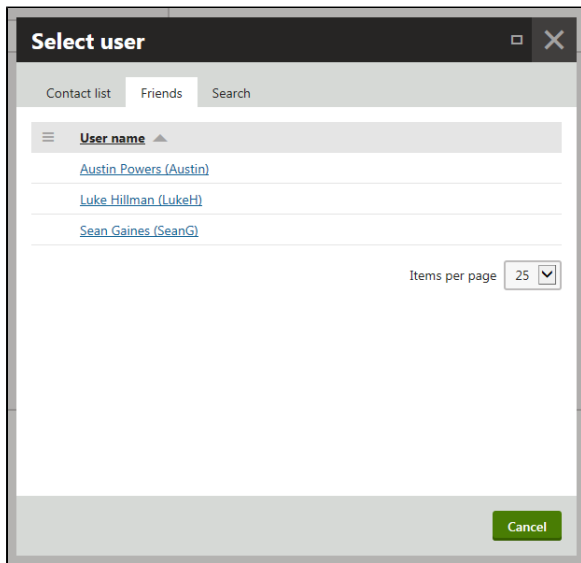 Select user
Contact list Friends Search
User name
Austin Powers (Austin)
Luke Hillman (LukeH)
Sean Gaines (SeanG)
Items per page 25
Cancel